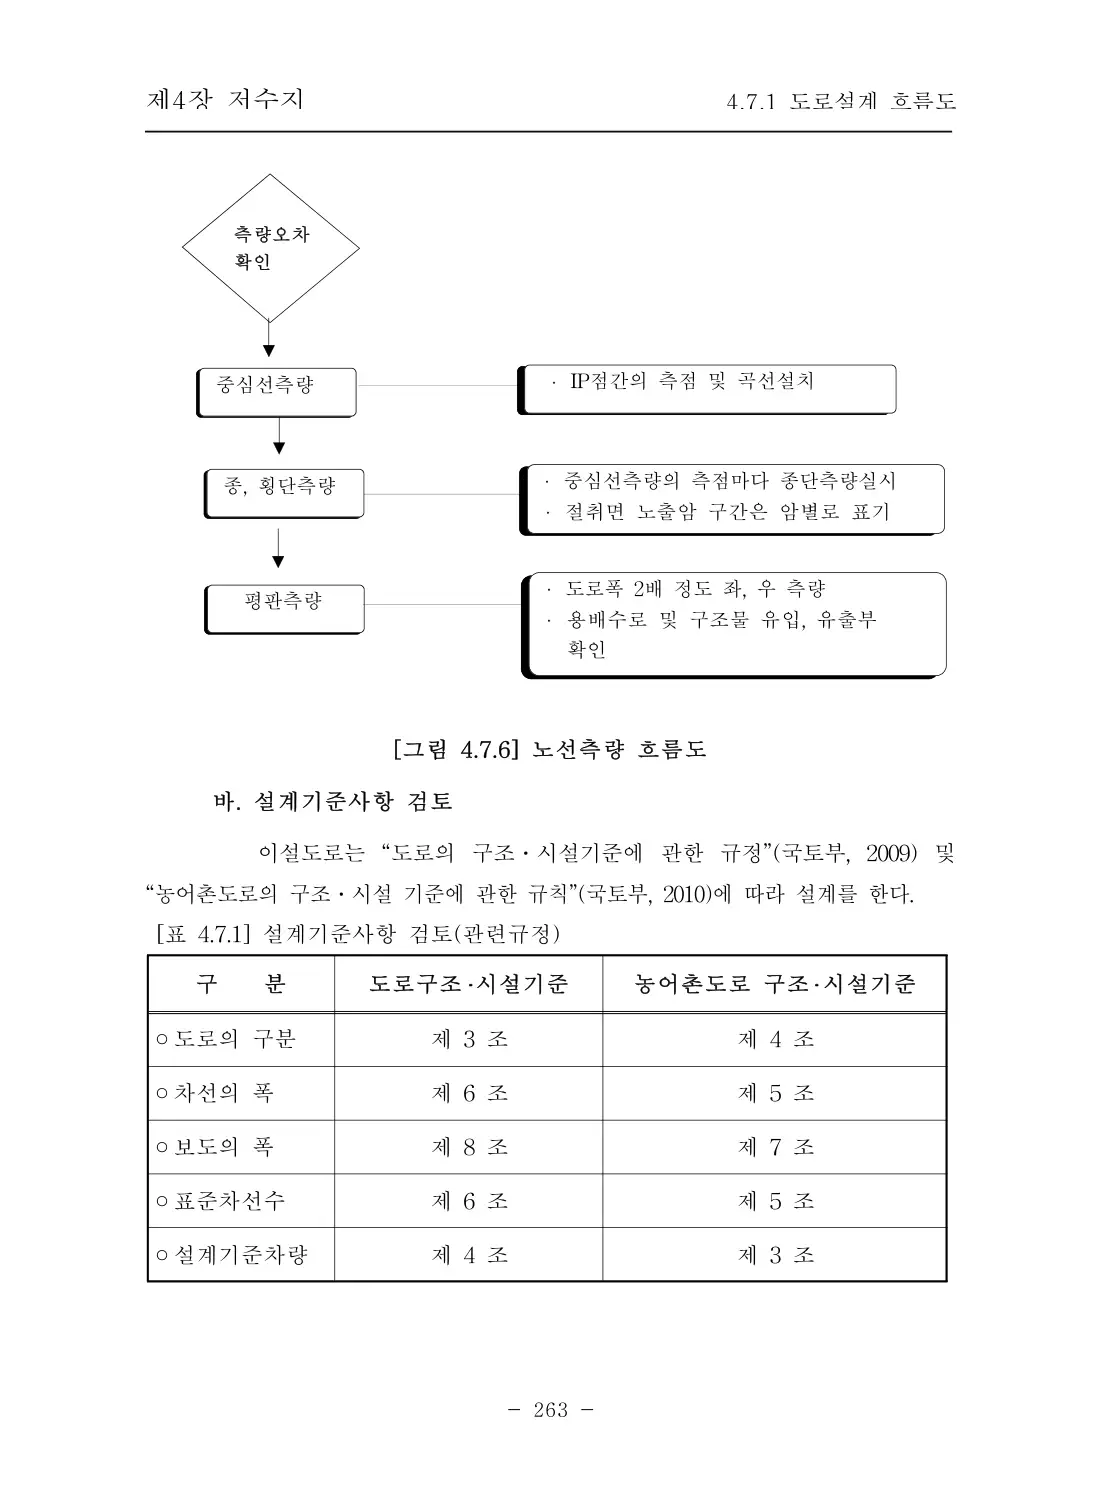 제4장 저수지
4.7.1 도로설계 흐름도
측량오차
확인
중심선측량
· IP점간의 측점 및 곡선설치
종, 횡단측량
· 중심선측량의 측점마다 종단측량실시
· 절취면 노출암 구간은 암별로 표기
평판측량
· 도로폭 2배 정도 좌, 우 측량
· 용배수로 및 구조물 유입, 유출부
확인
[그림 4.7.6] 노선측량 흐름도
바. 설계기준사항 검토
이설도로는 “도로의 구조·시설기준에 관한 규정”(국토부, 2009) 및
“농어촌도로의 구조·시설 기준에 관한 규칙”(국토부, 2010)에 따라 설계를 한다.
[표 4.7.1] 설계기준사항 검토(관련규정)
구 분 도로구조·시설기준 농어촌도로 구조·시설기준
○도로의 구분 제 3 조 제 4 조
○차선의 폭 제 6 조 제 5 조
○보도의 폭 제 8 조 제 7 조
○표준차선수 제 6 조 제 5 조
○설계기준차량 제 4 조 제 3 조
- 263 -